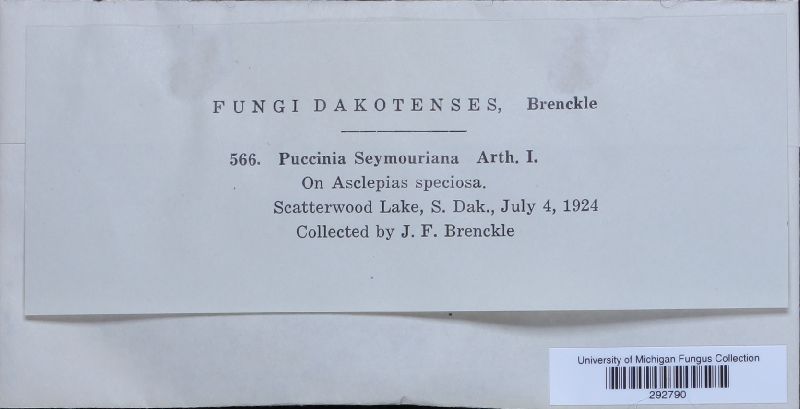 FUNGI DAKOTENSES, Brenckle
566. Puccinia Seymouriana Arth. I.
On Asclepias speciosa.
Scatterwood Lake, S. Dak., July 4, 1924
Collected by J. F. Brenckle
University of Michigan Fungus Collection
292790